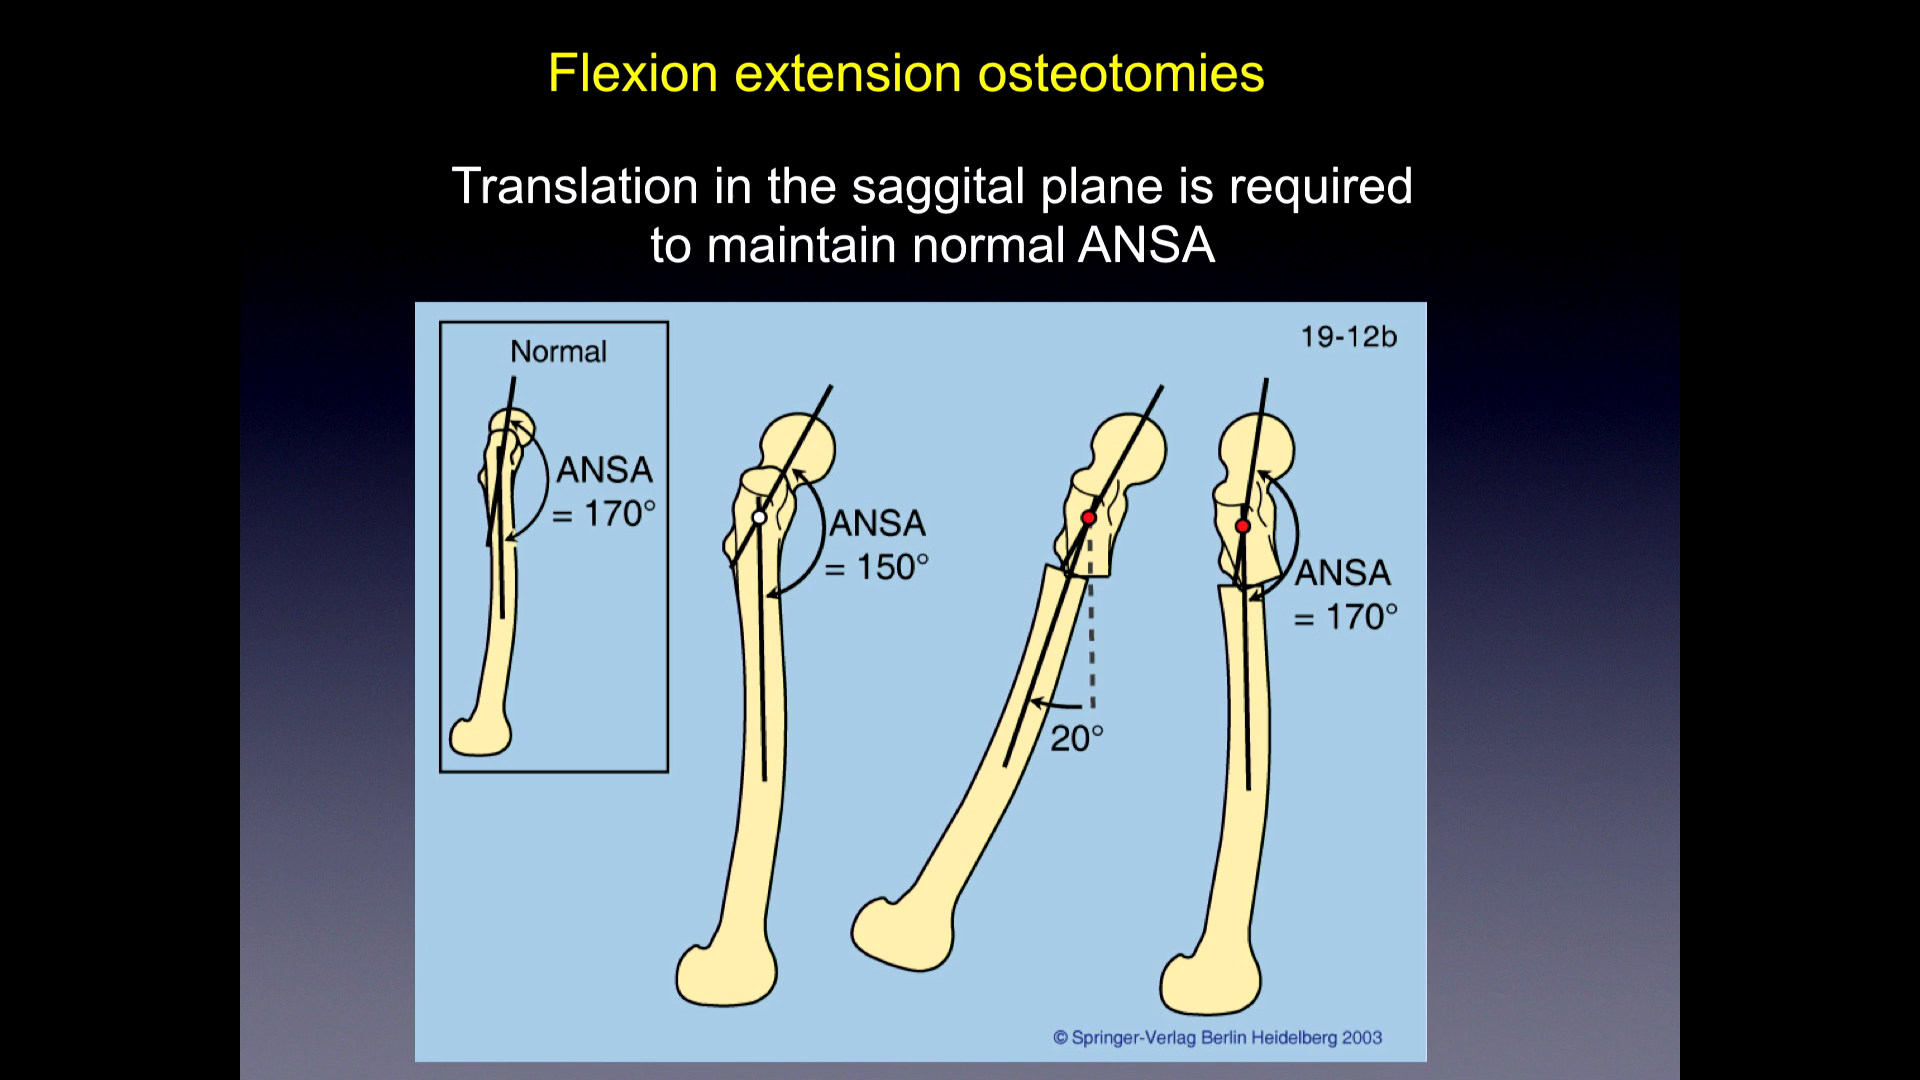 Flexion extension osteotomies
Translation in the saggital plane is required
to maintain normal ANSA
Normal
19-12b
ANSA
= 170°
ANSA
= 150°
20°
ANSA
= 170°
© Springer-Verlag Berlin Heidelberg 2003